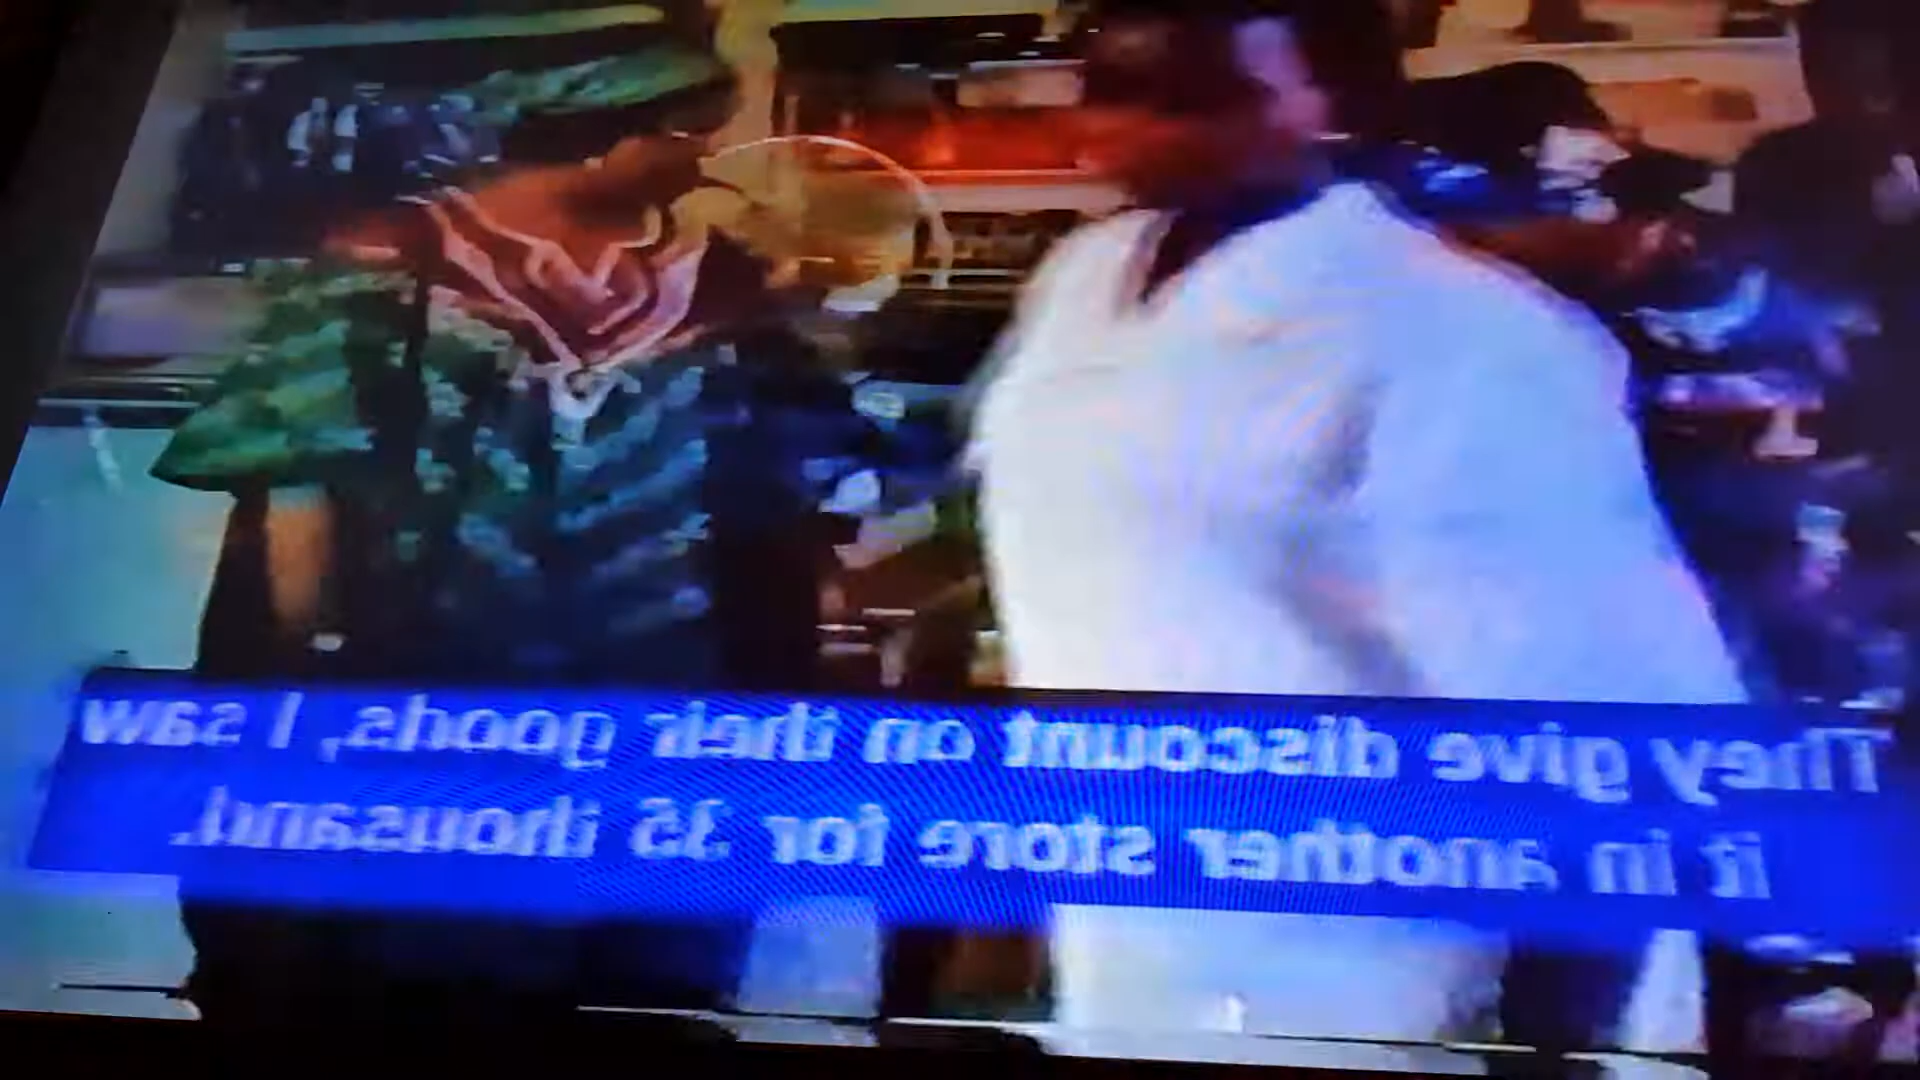 They give discount on their goods, I saw
it in another store for 35 thousand.